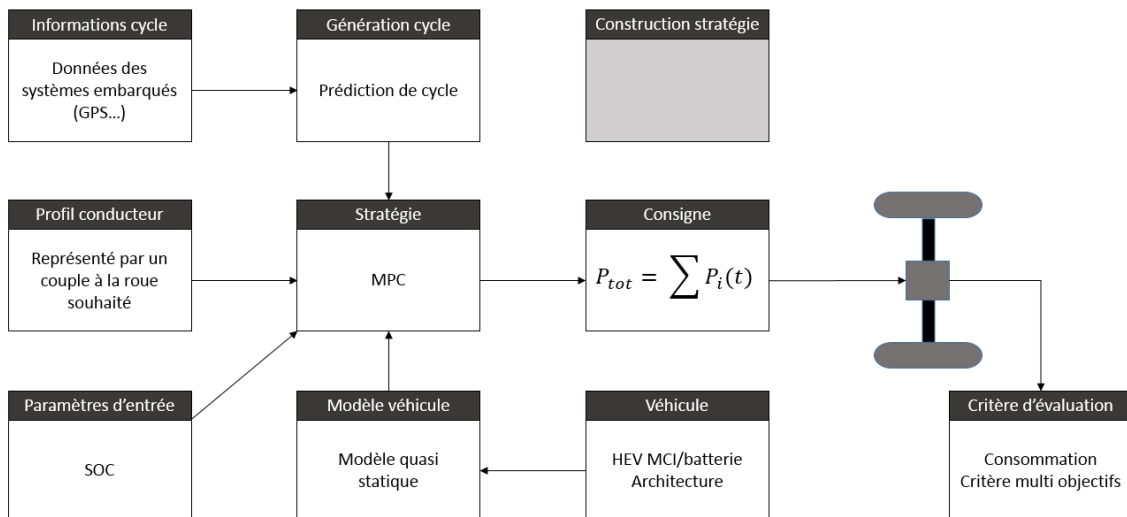 Informations cycle
Données des
systèmes embarqués
(GPS...)
Génération cycle
Prédiction de cycle
Construction stratégie
Profil conducteur
Représenté par un
couple à la roue
souhaité
Stratégie
MPC
Consigne
P_{tot} = ∑ P_i(t)
Paramètres d'entrée
SOC
Modèle véhicule
Modèle quasi
statique
Véhicule
HEV MCI/batterie
Architecture
Critère d'évaluation
Consommation
Critère multi objectifs